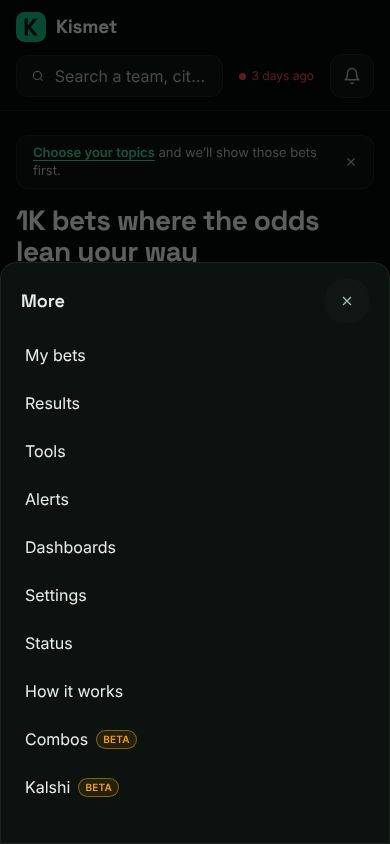 Kismet
Search a team, cit...
3 days ago
Choose your topics and we'll show those bets
first.
1K bets where the odds
lean your way
More
My bets
Results
Tools
Alerts
Dashboards
Settings
Status
How it works
Combos BETA
Kalshi BETA